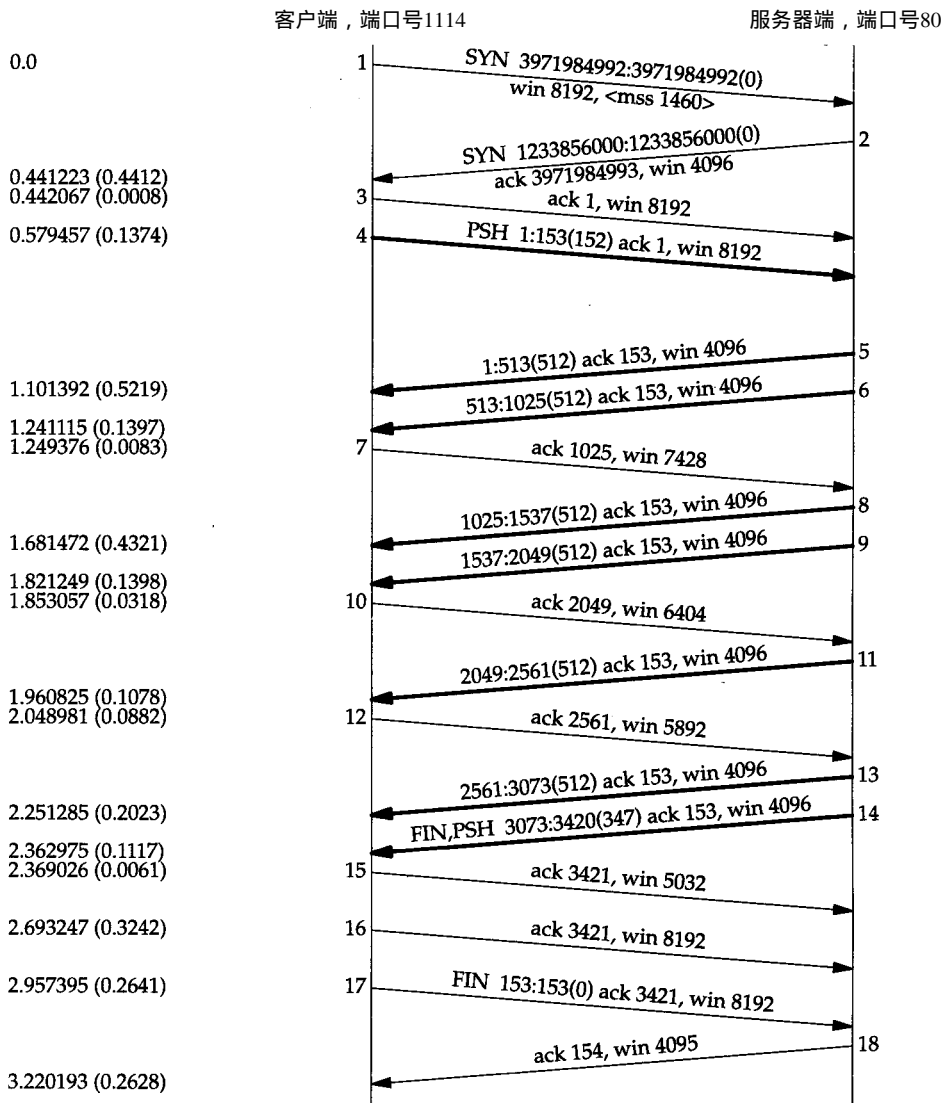 客户端，端口号1114
服务器端，端口号80
0.0
1
SYN 3971984992:3971984992(0)
win 8192, <mss 1460>
2
SYN 1233856000:1233856000(0)
ack 3971984993, win 4096
0.441223 (0.4412)
0.442067 (0.0008)
3
ack 1, win 8192
0.579457 (0.1374)
4
PSH 1:153(152) ack 1, win 8192
5
1:513(512) ack 153, win 4096
1.101392 (0.5219)
6
513:1025(512) ack 153, win 4096
1.241115 (0.1397)
1.249376 (0.0083)
7
ack 1025, win 7428
8
1025:1537(512) ack 153, win 4096
1.681472 (0.4321)
9
1537:2049(512) ack 153, win 4096
1.821249 (0.1398)
1.853057 (0.0318)
10
ack 2049, win 6404
11
2049:2561(512) ack 153, win 4096
1.960825 (0.1078)
2.048981 (0.0882)
12
ack 2561, win 5892
13
2561:3073(512) ack 153, win 4096
2.251285 (0.2023)
14
FIN,PSH 3073:3420(347) ack 153, win 4096
2.362975 (0.1117)
2.369026 (0.0061)
15
ack 3421, win 5032
2.693247 (0.3242)
16
ack 3421, win 8192
2.957395 (0.2641)
17
FIN 153:153(0) ack 3421, win 8192
18
ack 154, win 4095
3.220193 (0.2628)